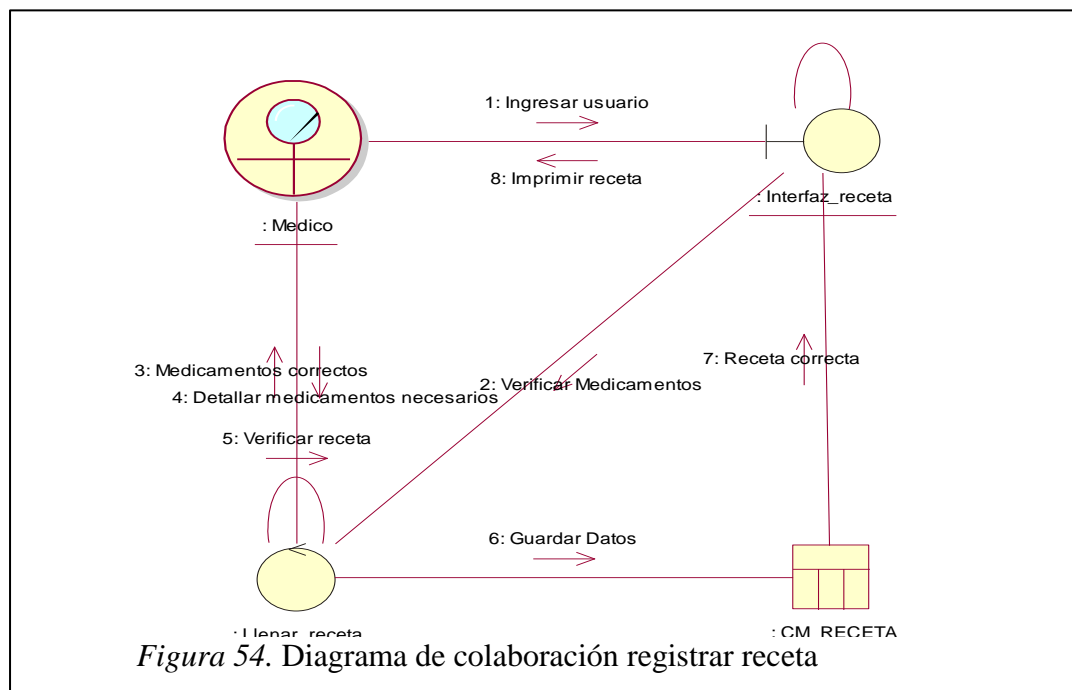 1: Ingresar usuario
8: Imprimir receta
: Interfaz_receta
: Medico
3: Medicamentos correctos
2: Verificar Medicamentos
7: Receta correcta
4: Detallar medicamentos necesarios
5: Verificar receta
6: Guardar Datos
: Llenar_receta
: CM_RECETA
Figura 54. Diagrama de colaboración registrar receta